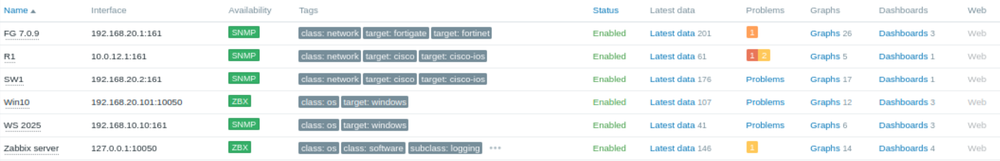 Name ▲ Interface Availability Tags Status Latest data Problems Graphs Dashboards Web
FG 7.0.9 192.168.20.1:161 SNMP class: network target: fortigate target: fortinet Enabled Latest data 201 1 Graphs 26 Dashboards 3 Web
R1 10.0.12.1:161 SNMP class: network target: cisco target: cisco-ios Enabled Latest data 61 1 2 Graphs 5 Dashboards 1 Web
SW1 192.168.20.2:161 SNMP class: network target: cisco target: cisco-ios Enabled Latest data 176 Problems Graphs 17 Dashboards 1 Web
Win10 192.168.20.101:10050 ZBX class: os target: windows Enabled Latest data 107 Problems Graphs 12 Dashboards 3 Web
WS 2025 192.168.10.10:161 SNMP class: os target: windows Enabled Latest data 41 Problems Graphs 6 Dashboards 3 Web
Zabbix server 127.0.0.1:10050 ZBX class: os class: software subclass: logging ••• Enabled Latest data 146 1 Graphs 14 Dashboards 4 Web